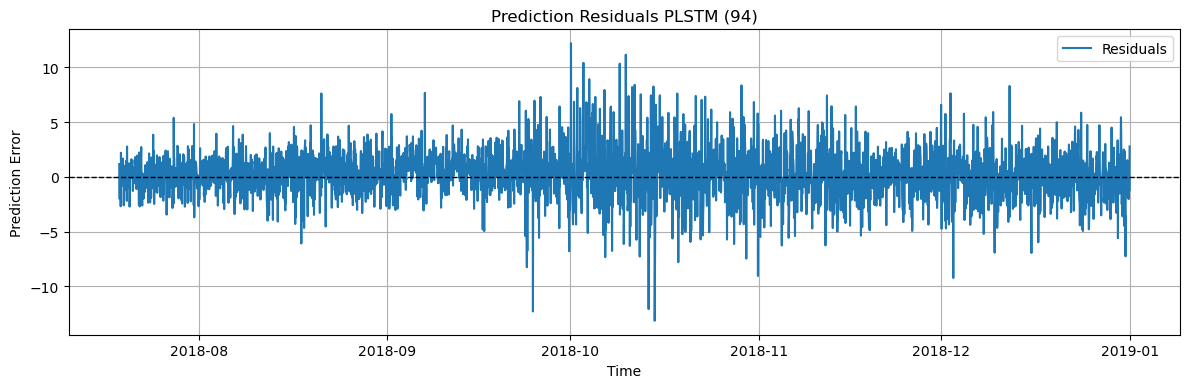 Prediction Residuals PLSTM (94)
Residuals
Prediction Error
10
5
0
−5
−10
2018-08 2018-09 2018-10 2018-11 2018-12 2019-01
Time